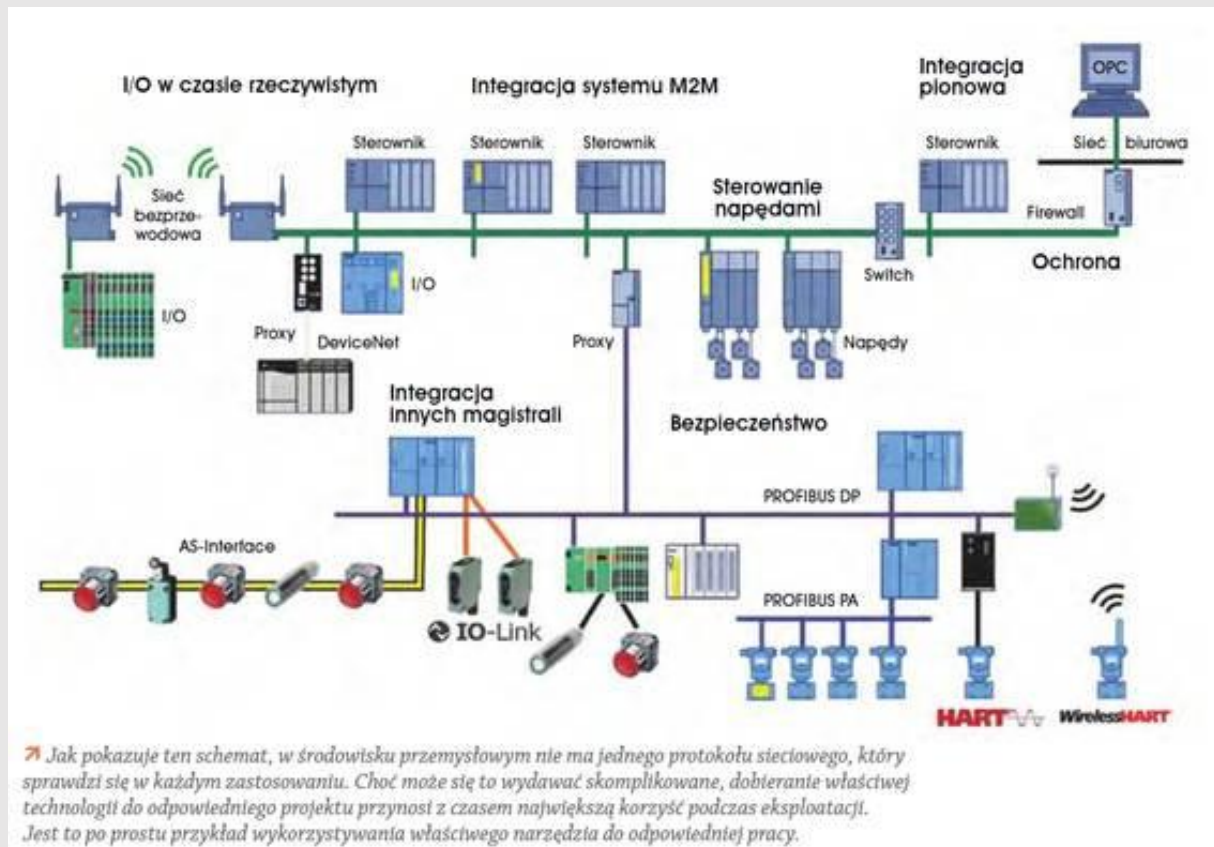 I/O w czasie rzeczywistym
Integracja systemu M2M
Integracja
pionowa
OPC
Sieć biurowa
Sterownik
Sterownik
Sterownik
Sterownik
Sieć
bezprze-
wodowa
Sterowanie
napędami
Firewall
Ochrona
Switch
I/O
I/O
Proxy
DeviceNet
Proxy
Napędy
Integracja
innych magistrali
Bezpieczeństwo
PROFIBUS DP
AS-Interface
PROFIBUS PA
IO-Link
HART
WirelessHART
Jak pokazuje ten schemat, w środowisku przemysłowym nie ma jednego protokołu sieciowego, który
sprawdzi się w każdym zastosowaniu. Choć może się to wydawać skomplikowane, dobieranie właściwej
technologii do odpowiedniego projektu przynosi z czasem największą korzyść podczas eksploatacji.
Jest to po prostu przykład wykorzystywania właściwego narzędzia do odpowiedniej pracy.